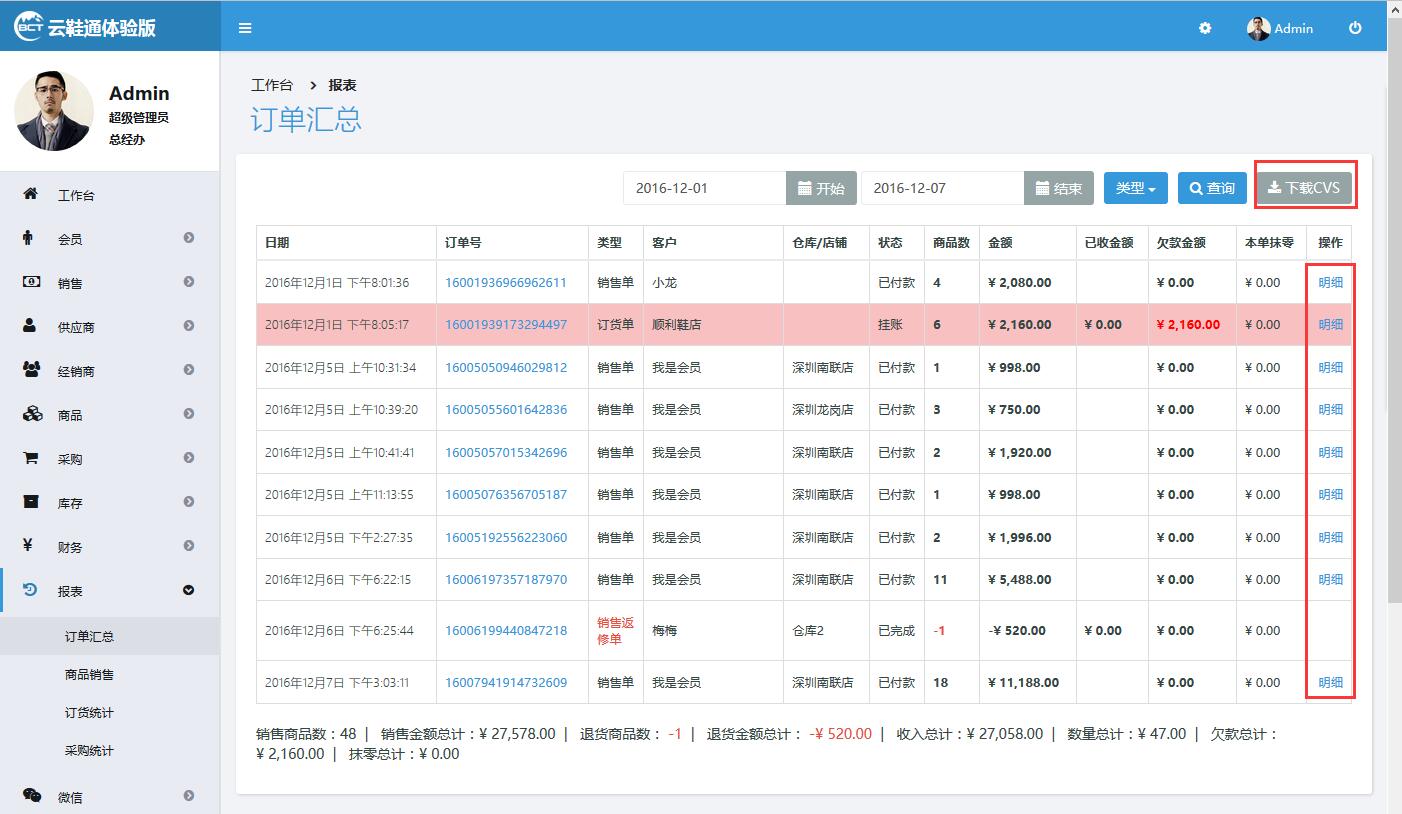 BCT 云鞋通体验版
Admin
Admin
超级管理员
总经办
工作台
会员
销售
供应商
经销商
商品
采购
库存
财务
报表
订单汇总
商品销售
订货统计
采购统计
微信
工作台 > 报表
订单汇总
2016-12-01 开始 2016-12-07 结束 类型 查询 下载CVS
日期 订单号 类型 客户 仓库/店铺 状态 商品数 金额 已收金额 欠款金额 本单抹零 操作
2016年12月1日 下午8:01:36 16001936966962611 销售单 小龙 已付款 4 ¥ 2,080.00 ¥ 0.00 ¥ 0.00 明细
2016年12月1日 下午8:05:17 16001939173294497 订货单 顺利鞋店 挂账 6 ¥ 2,160.00 ¥ 0.00 ¥ 2,160.00 ¥ 0.00 明细
2016年12月5日 上午10:31:34 16005050946029812 销售单 我是会员 深圳南联店 已付款 1 ¥ 998.00 ¥ 0.00 ¥ 0.00 明细
2016年12月5日 上午10:39:20 16005055601642836 销售单 我是会员 深圳龙岗店 已付款 3 ¥ 750.00 ¥ 0.00 ¥ 0.00 明细
2016年12月5日 上午10:41:41 16005057015342696 销售单 我是会员 深圳南联店 已付款 2 ¥ 1,920.00 ¥ 0.00 ¥ 0.00 明细
2016年12月5日 上午11:13:55 16005076356705187 销售单 我是会员 深圳南联店 已付款 1 ¥ 998.00 ¥ 0.00 ¥ 0.00 明细
2016年12月5日 下午2:27:35 16005192556223060 销售单 我是会员 深圳南联店 已付款 2 ¥ 1,996.00 ¥ 0.00 ¥ 0.00 明细
2016年12月6日 下午6:22:15 16006197357187970 销售单 我是会员 深圳南联店 已付款 11 ¥ 5,488.00 ¥ 0.00 ¥ 0.00 明细
2016年12月6日 下午6:25:44 16006199440847218 销售返修单 梅梅 仓库2 已完成 -1 -¥ 520.00 ¥ 0.00 ¥ 0.00 ¥ 0.00
2016年12月7日 下午3:03:11 16007941914732609 销售单 我是会员 深圳南联店 已付款 18 ¥ 11,188.00 ¥ 0.00 ¥ 0.00 明细
销售商品数：48 | 销售金额总计：¥ 27,578.00 | 退货商品数： -1 | 退货金额总计： -¥ 520.00 | 收入总计：¥ 27,058.00 | 数量总计：¥ 47.00 | 欠款总计：
¥ 2,160.00 | 抹零总计：¥ 0.00